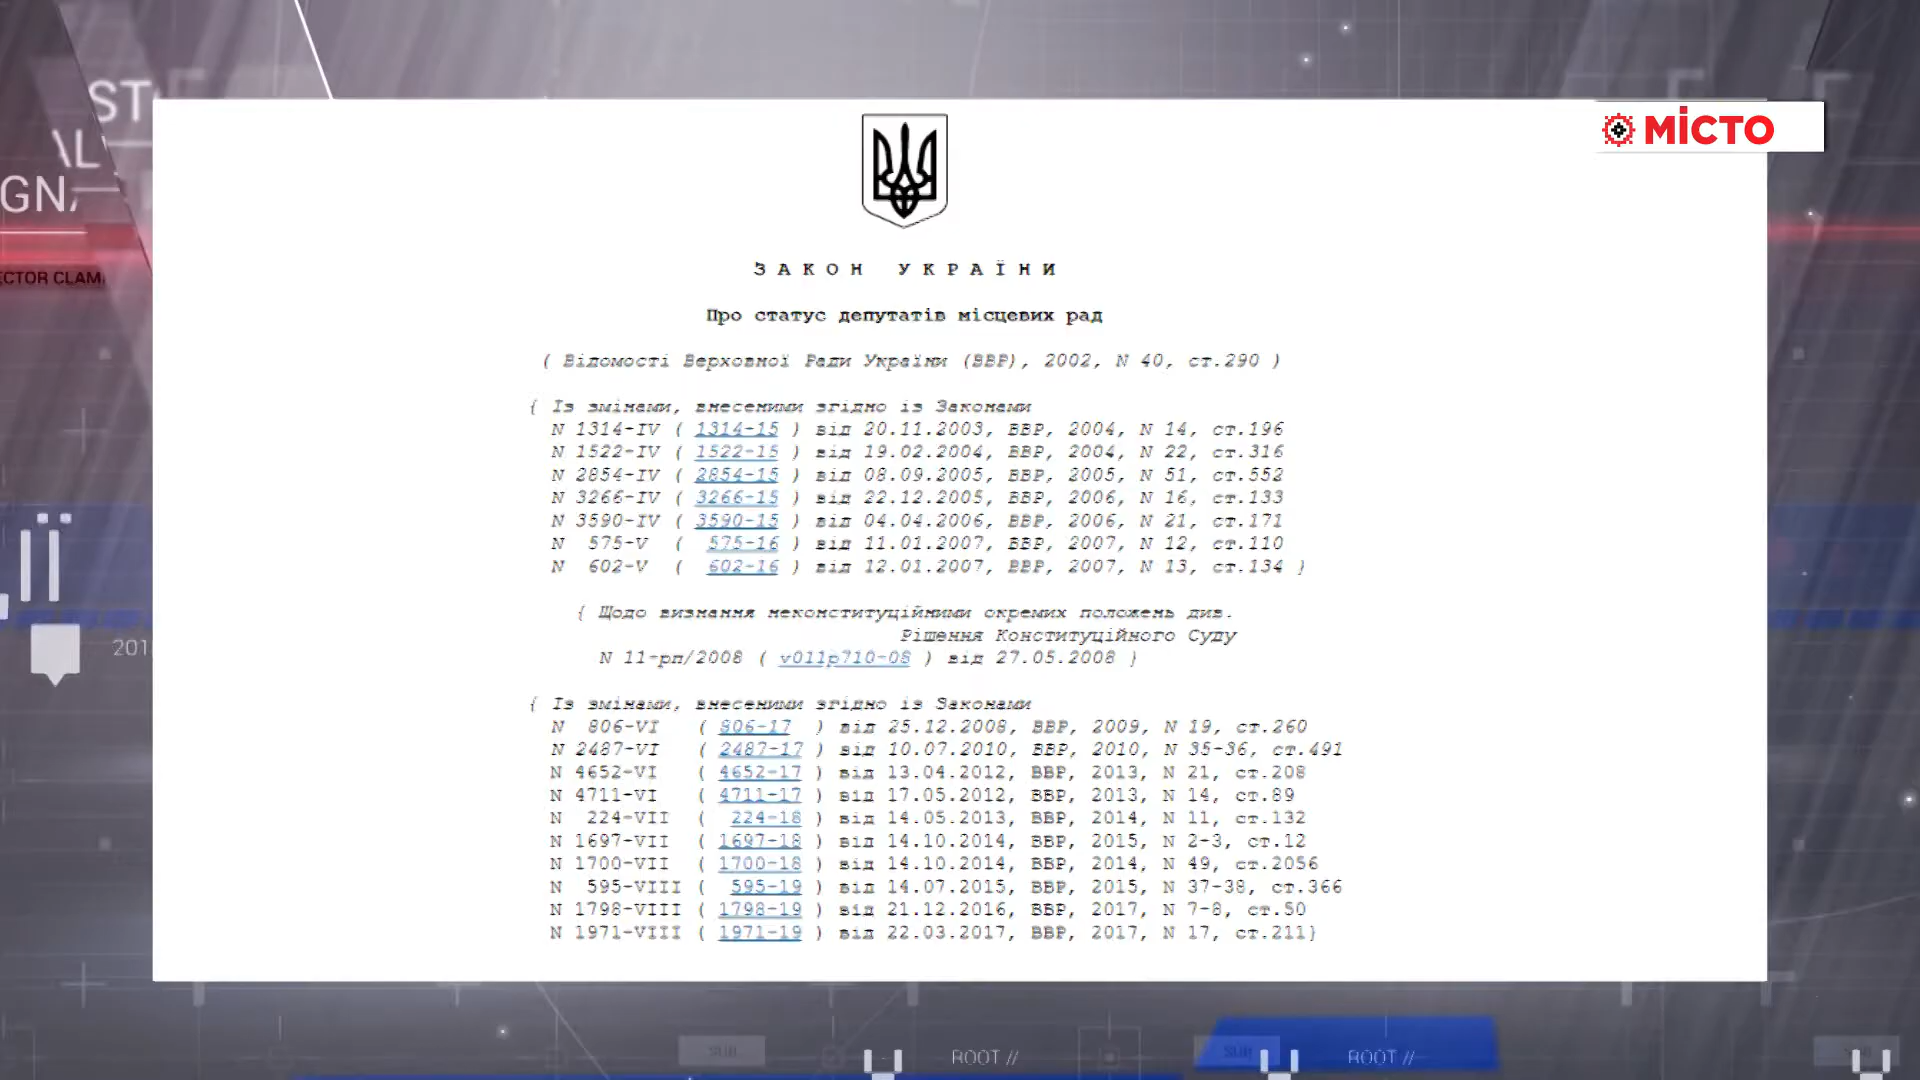 ST
AL
GN
ECTOR CLAM
МІСТО
ЗАКОН УКРАЇНИ
Про статус депутатів місцевих рад
( Відомості Верховної Ради України (ВВР), 2002, N 40, ст.290 )
{ Із змінами, внесеними згідно із Законами
N 1314-IV ( 1314-15 ) від 20.11.2003, ВВР, 2004, N 14, ст.196
N 1522-IV ( 1522-15 ) від 19.02.2004, ВВР, 2004, N 22, ст.316
N 2854-IV ( 2854-15 ) від 08.09.2005, ВВР, 2005, N 51, ст.552
N 3266-IV ( 3266-15 ) від 22.12.2005, ВВР, 2006, N 16, ст.133
N 3590-IV ( 3590-15 ) від 04.04.2006, ВВР, 2006, N 21, ст.171
N 575-V ( 575-16 ) від 11.01.2007, ВВР, 2007, N 12, ст.110
N 602-V ( 602-16 ) від 12.01.2007, ВВР, 2007, N 13, ст.134 }
{ Щодо визнання неконституційними окремих положень див.
Рішення Конституційного Суду
N 11-рп/2008 ( v011p710-08 ) від 27.05.2008 }
{ Із змінами, внесеними згідно із Законами
N 806-VI ( 806-17 ) від 25.12.2008, ВВР, 2009, N 19, ст.260
N 2487-VI ( 2487-17 ) від 10.07.2010, ВВР, 2010, N 35-36, ст.491
N 4652-VI ( 4652-17 ) від 13.04.2012, ВВР, 2013, N 21, ст.208
N 4711-VI ( 4711-17 ) від 17.05.2012, ВВР, 2013, N 14, ст.89
N 224-VII ( 224-18 ) від 14.05.2013, ВВР, 2014, N 11, ст.132
N 1697-VII ( 1697-18 ) від 14.10.2014, ВВР, 2015, N 2-3, ст.12
N 1700-VII ( 1700-18 ) від 14.10.2014, ВВР, 2014, N 49, ст.2056
N 595-VIII ( 595-19 ) від 14.07.2015, ВВР, 2015, N 37-38, ст.366
N 1798-VIII ( 1798-19 ) від 21.12.2016, ВВР, 2017, N 7-8, ст.50
N 1971-VIII ( 1971-19 ) від 22.03.2017, ВВР, 2017, N 17, ст.211}
201
SUB ROOT // SUB ROOT //